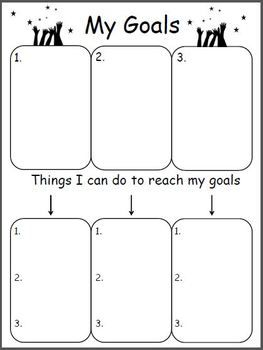 My Goals
1. 2. 3.
Things I can do to reach my goals
1. 1. 1.
2. 2. 2.
3. 3. 3.